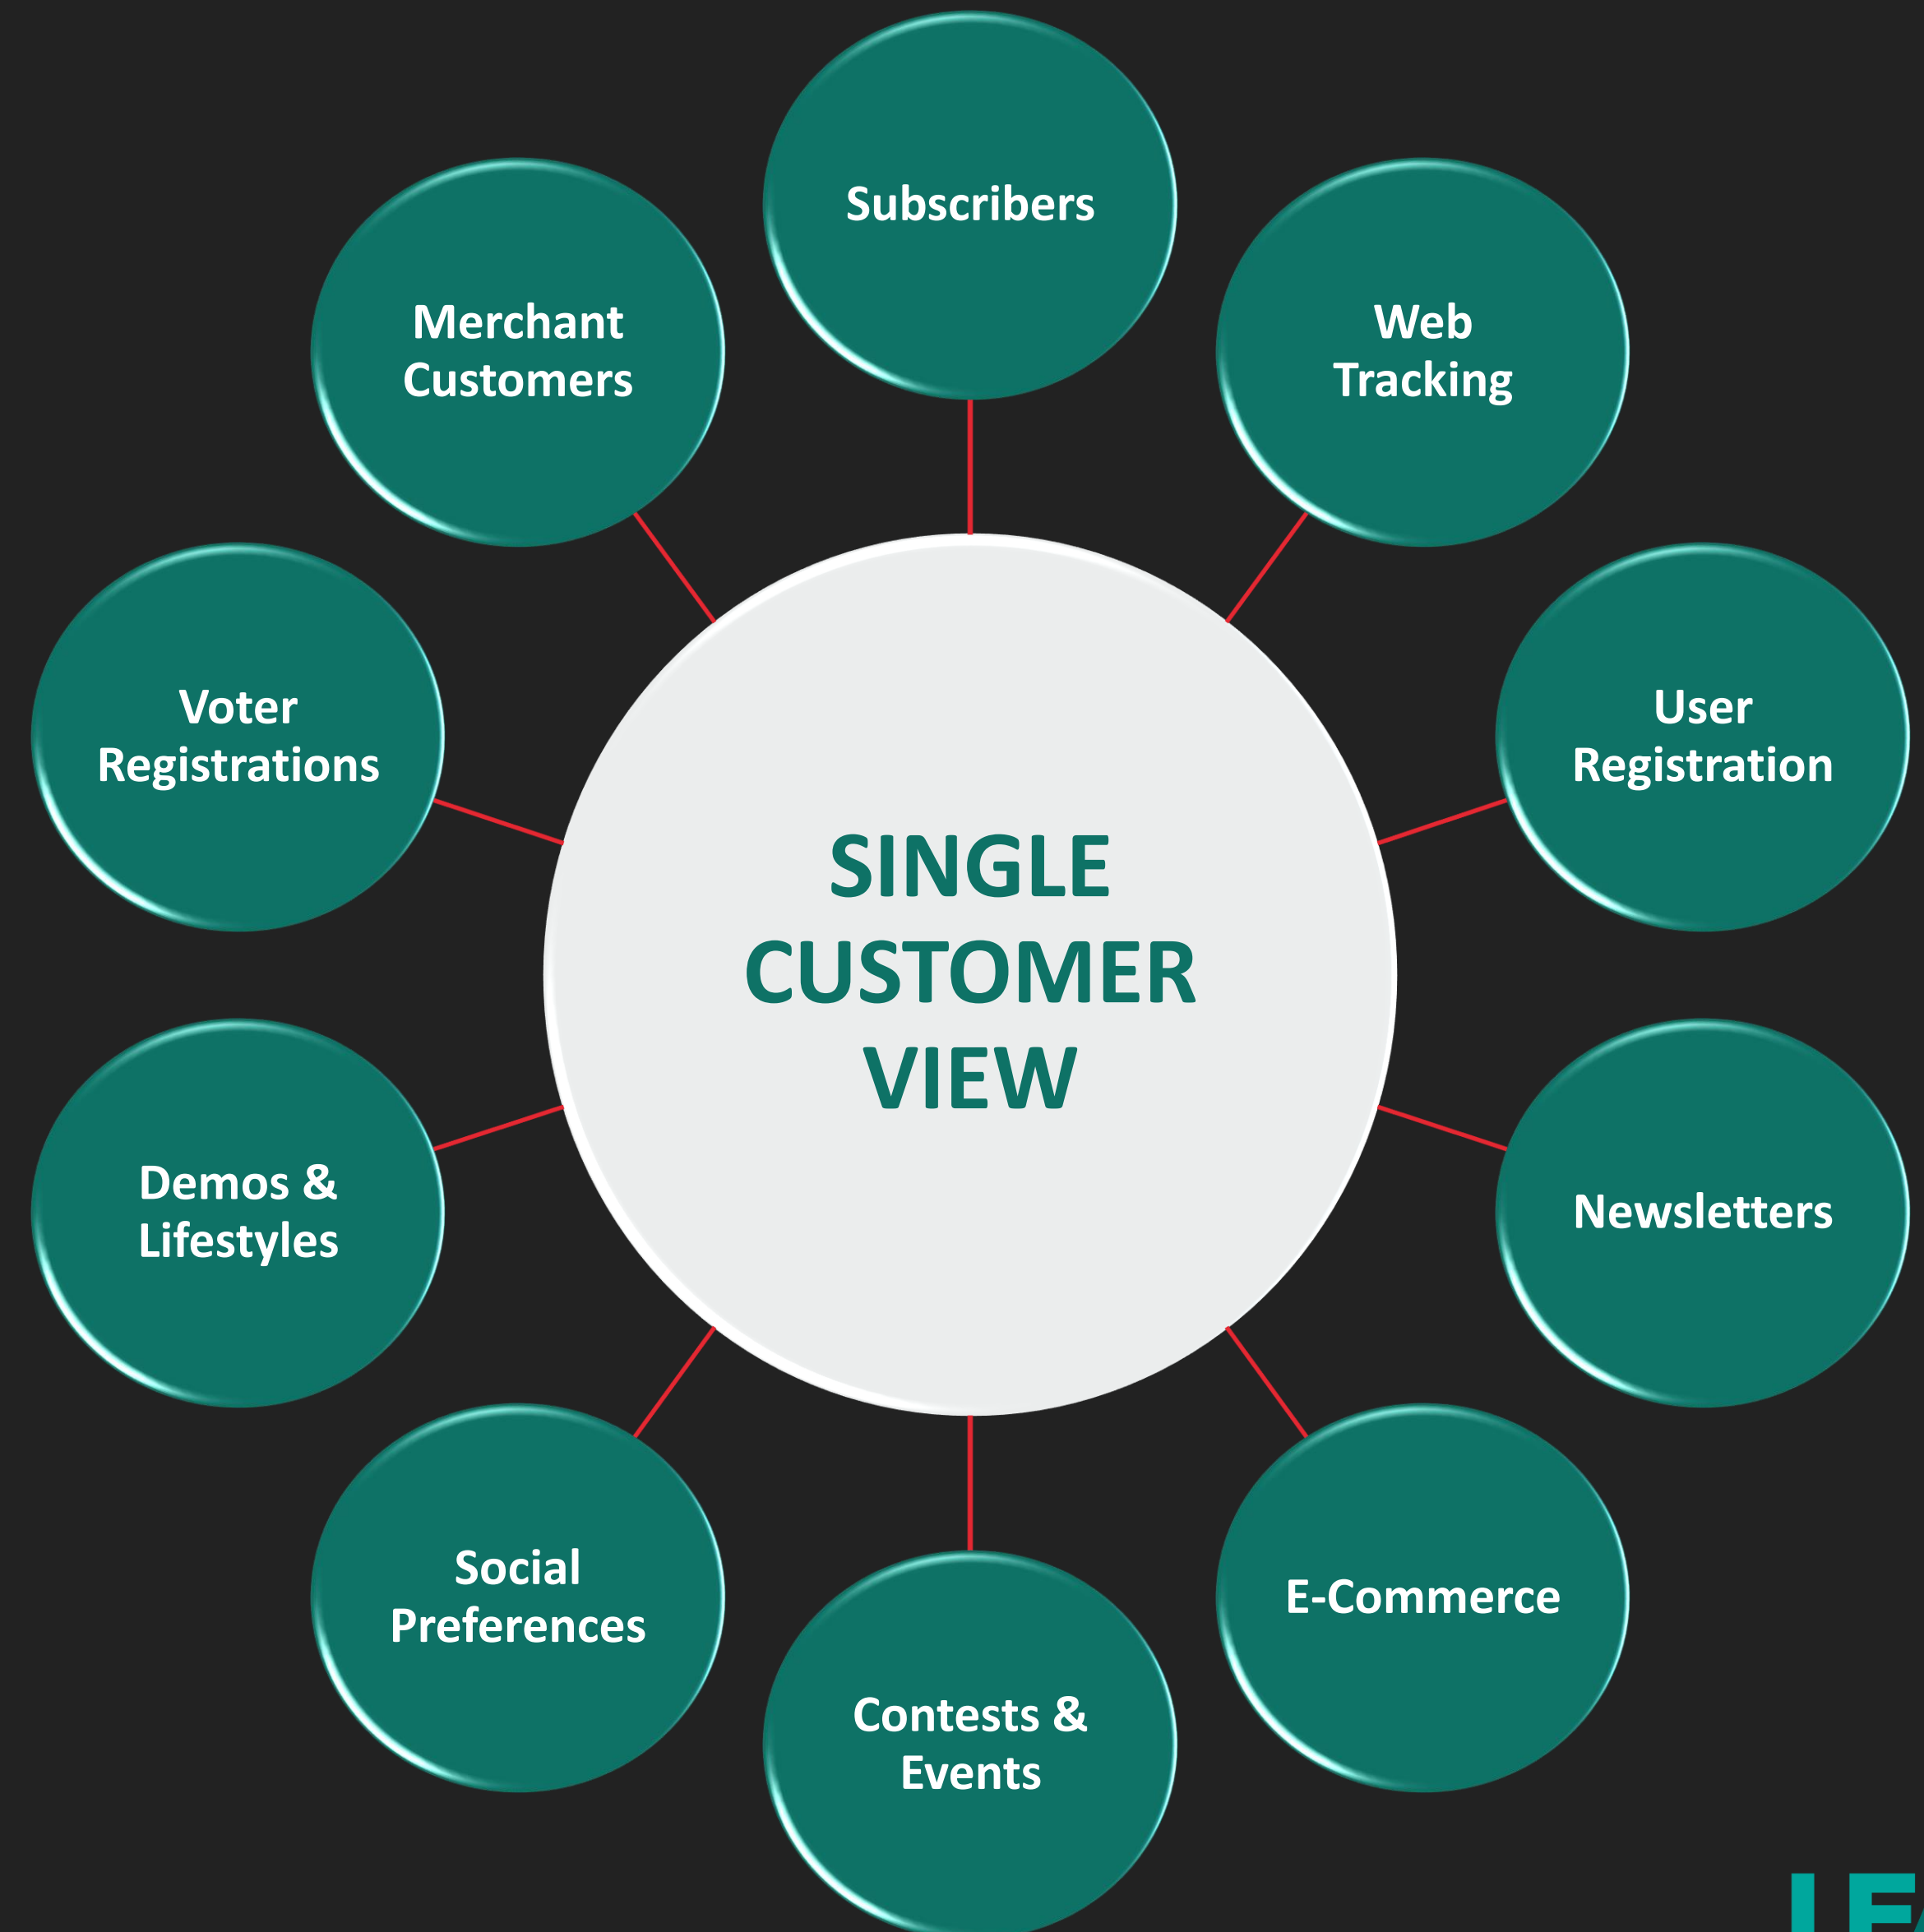 Subscribers
Web
Tracking
User
Registration
Newsletters
E-Commerce
Contests &
Events
Social
Preferences
Demos &
Lifestyles
Voter
Registrations
Merchant
Customers
SINGLE
CUSTOMER
VIEW